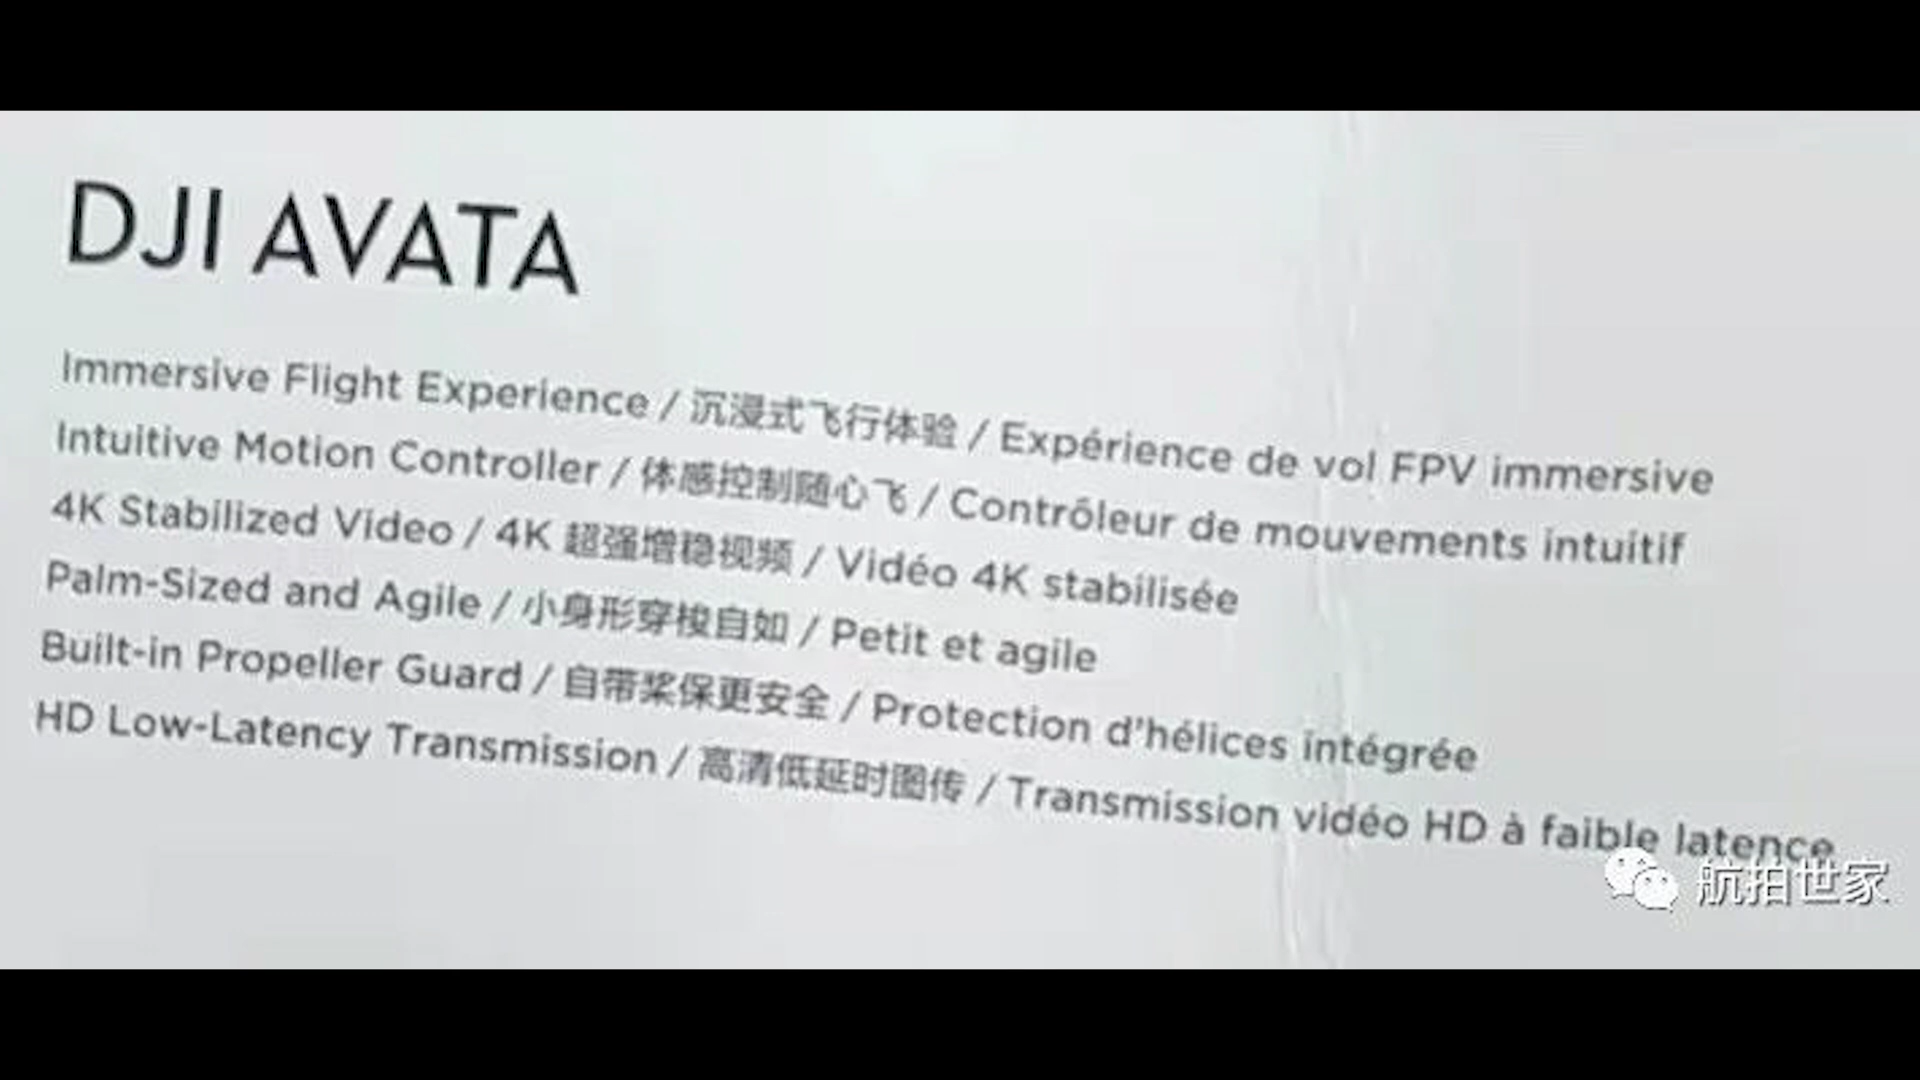 DJI AVATA
Immersive Flight Experience / 沉浸式飞行体验 / Expérience de vol FPV immersive
Intuitive Motion Controller / 体感控制随心飞 / Contrôleur de mouvements intuitif
4K Stabilized Video / 4K 超强增稳视频 / Vidéo 4K stabilisée
Palm-Sized and Agile / 小身形穿梭自如 / Petit et agile
Built-in Propeller Guard / 自带桨保更安全 / Protection d'hélices intégrée
HD Low-Latency Transmission / 高清低延时图传 / Transmission vidéo HD à faible latence
航拍世家